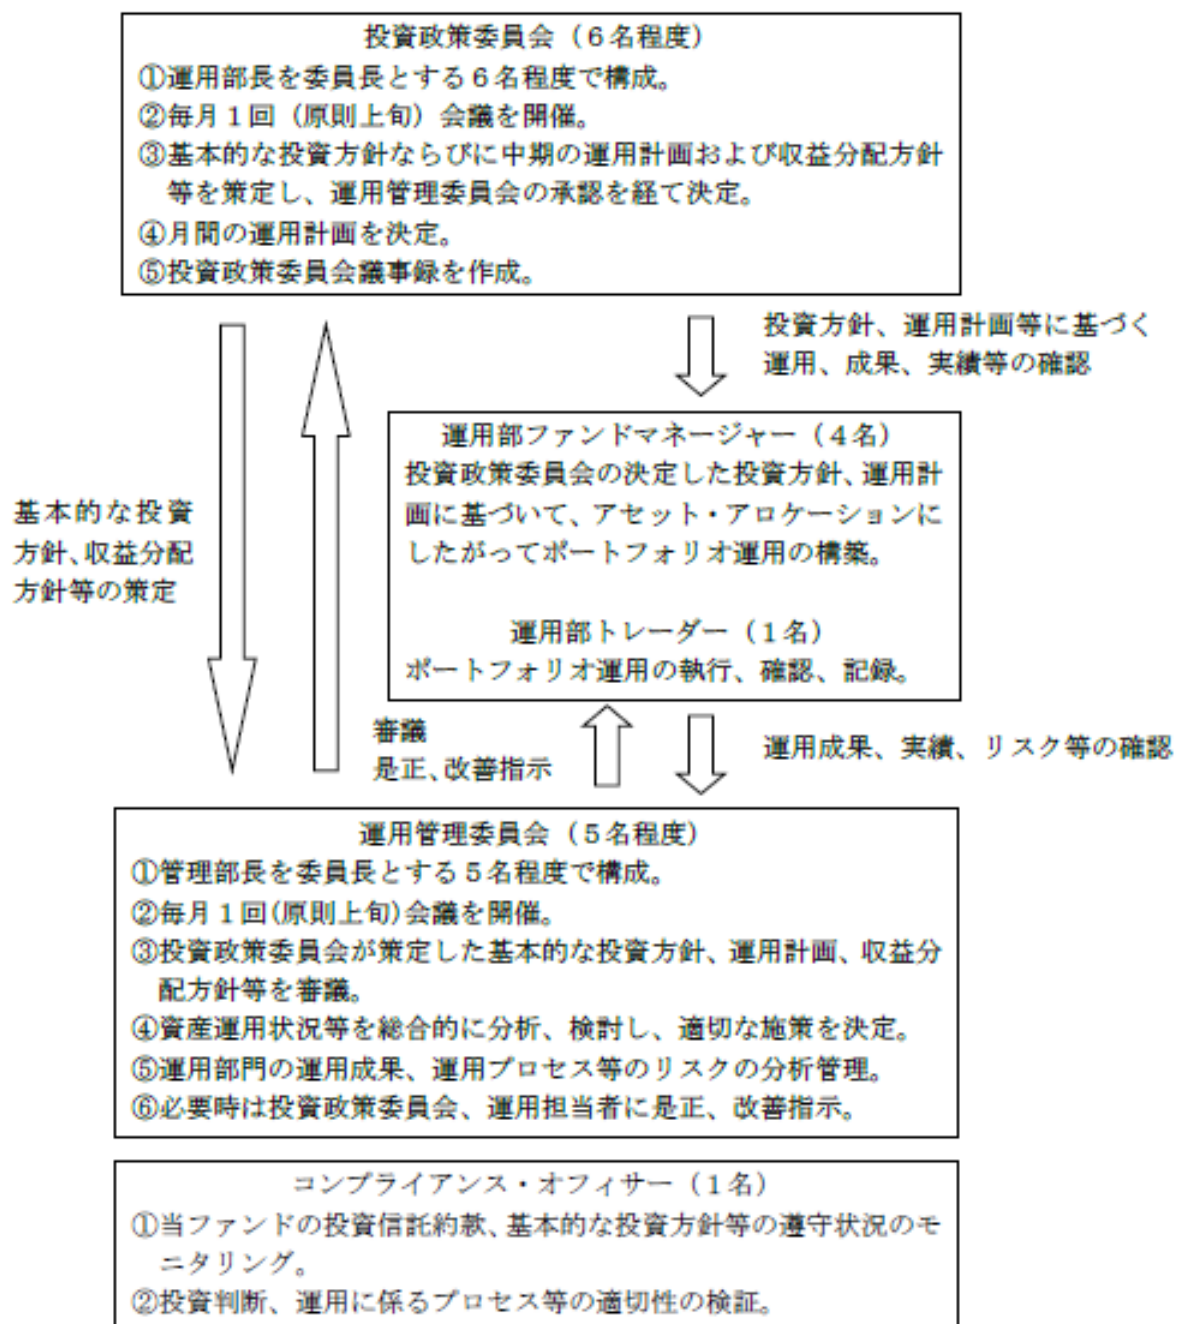 投資政策委員会（６名程度）
①運用部長を委員長とする６名程度で構成。
②毎月１回（原則上旬）会議を開催。
③基本的な投資方針ならびに中期の運用計画および収益分配方針
等を策定し、運用管理委員会の承認を経て決定。
④月間の運用計画を決定。
⑤投資政策委員会議事録を作成。
投資方針、運用計画等に基づく
運用、成果、実績等の確認
運用部ファンドマネージャー（４名）
投資政策委員会の決定した投資方針、運用計
画に基づいて、アセット・アロケーションに
したがってポートフォリオ運用の構築。
運用部トレーダー（１名）
ポートフォリオ運用の執行、確認、記録。
基本的な投資
方針、収益分配
方針等の策定
審議
是正、改善指示
運用成果、実績、リスク等の確認
運用管理委員会（５名程度）
①管理部長を委員長とする５名程度で構成。
②毎月１回(原則上旬)会議を開催。
③投資政策委員会が策定した基本的な投資方針、運用計画、収益分
配方針等を審議。
④資産運用状況等を総合的に分析、検討し、適切な施策を決定。
⑤運用部門の運用成果、運用プロセス等のリスクの分析管理。
⑥必要時は投資政策委員会、運用担当者に是正、改善指示。
コンプライアンス・オフィサー（１名）
①当ファンドの投資信託約款、基本的な投資方針等の遵守状況のモ
ニタリング。
②投資判断、運用に係るプロセス等の適切性の検証。